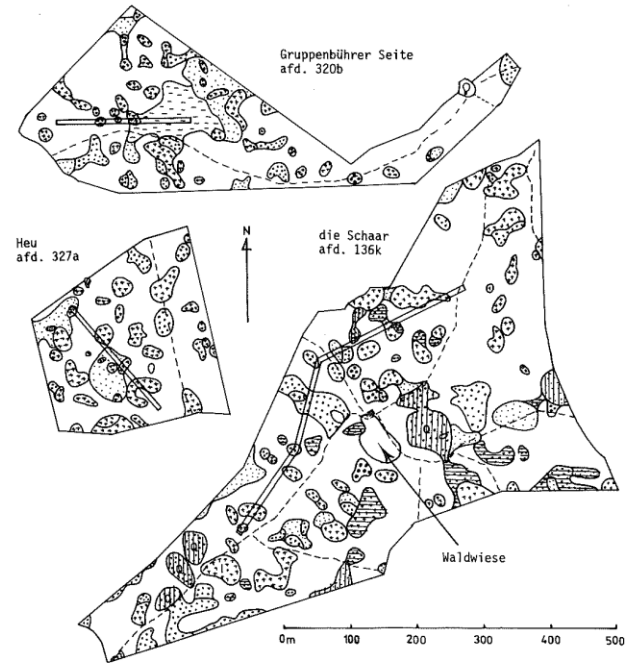 Gruppenbührer Seite
afd. 320b
Heu
afd. 327a
N
die Schaar
afd. 136k
Waldwiese
0m 100 200 300 400 500